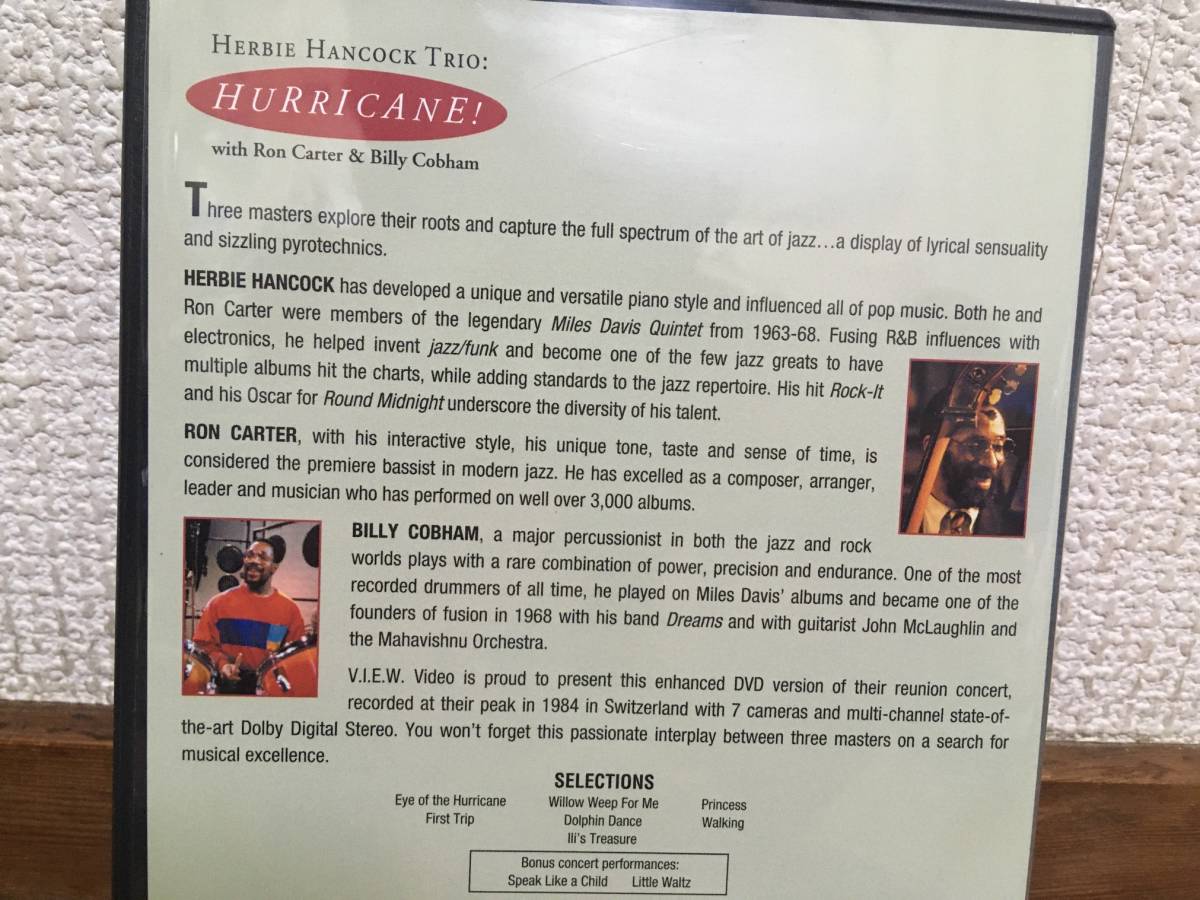 HERBIE HANCOCK TRIO:
HURRICANE!
with Ron Carter & Billy Cobham
Three masters explore their roots and capture the full spectrum of the art of jazz...a display of lyrical sensuality
and sizzling pyrotechnics.
HERBIE HANCOCK has developed a unique and versatile piano style and influenced all of pop music. Both he and
Ron Carter were members of the legendary Miles Davis Quintet from 1963-68. Fusing R&B influences with
electronics, he helped invent jazz/funk and become one of the few jazz greats to have
multiple albums hit the charts, while adding standards to the jazz repertoire. His hit Rock-It
and his Oscar for Round Midnight underscore the diversity of his talent.
RON CARTER, with his interactive style, his unique tone, taste and sense of time, is
considered the premiere bassist in modern jazz. He has excelled as a composer, arranger,
leader and musician who has performed on well over 3,000 albums.
BILLY COBHAM, a major percussionist in both the jazz and rock
worlds plays with a rare combination of power, precision and endurance. One of the most
recorded drummers of all time, he played on Miles Davis' albums and became one of the
founders of fusion in 1968 with his band Dreams and with guitarist John McLaughlin and
the Mahavishnu Orchestra.
V.I.E.W. Video is proud to present this enhanced DVD version of their reunion concert,
recorded at their peak in 1984 in Switzerland with 7 cameras and multi-channel state-of-
the-art Dolby Digital Stereo. You won't forget this passionate interplay between three masters on a search for
musical excellence.
SELECTIONS
Eye of the Hurricane
First Trip
Willow Weep For Me
Dolphin Dance
Ili's Treasure
Princess
Walking
Bonus concert performances:
Speak Like a Child Little Waltz